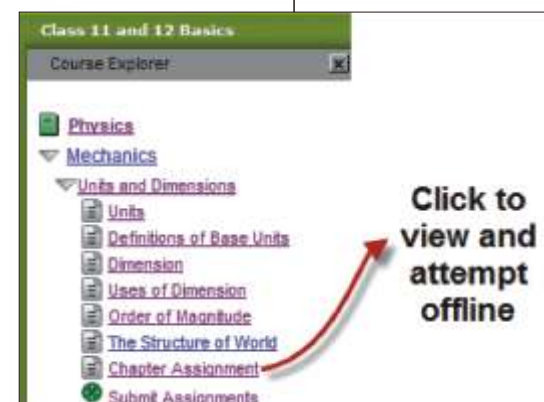 Class 11 and 12 Basics
Course Explorer
Physics
Mechanics
Units and Dimensions
Units
Definitions of Base Units
Dimension
Uses of Dimension
Order of Magnitude
The Structure of World
Chapter Assignment
Submit Assignments
Click to
view and
attempt
offline